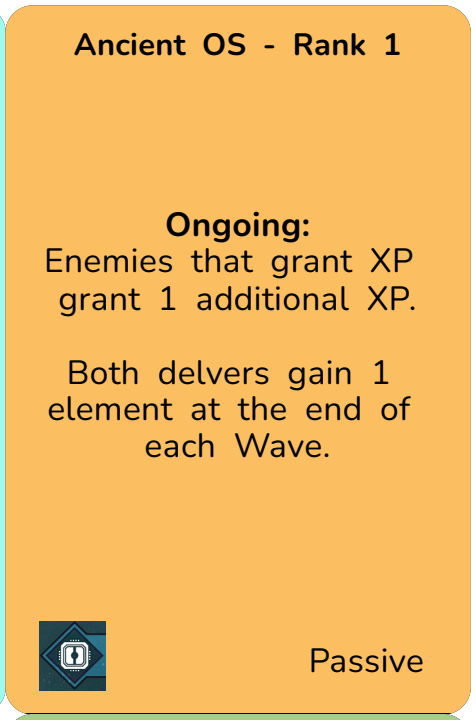 Ancient OS - Rank 1
Ongoing:
Enemies that grant XP
grant 1 additional XP.
Both delvers gain 1
element at the end of
each Wave.
Passive